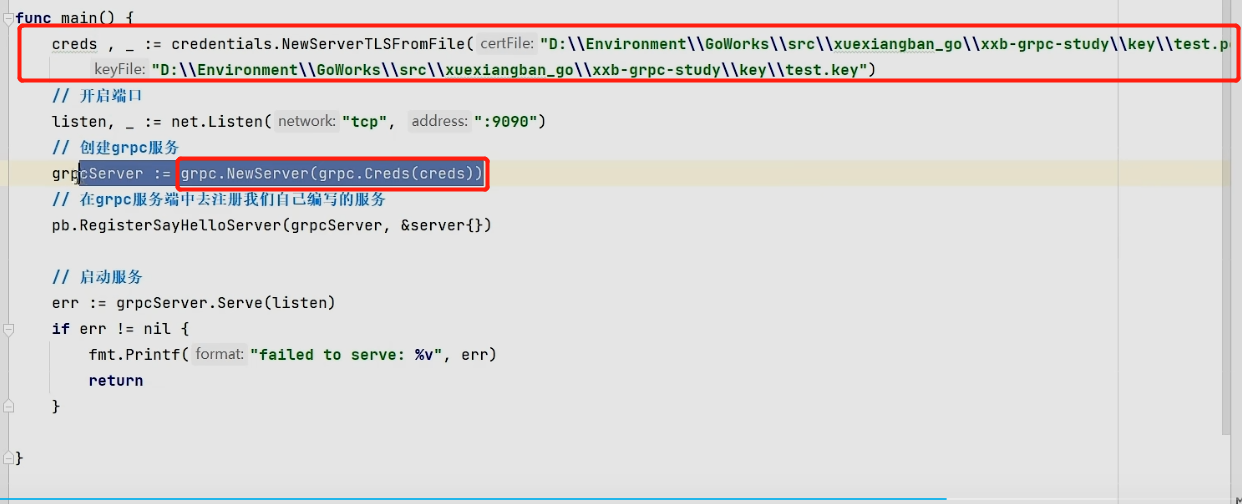 func main() {
creds , _ := credentials.NewServerTLSFromFile( certFile: "D:\\Environment\\GoWorks\\src\\xuexiangban_go\\xxb-grpc-study\\key\\test.p
keyFile: "D:\\Environment\\GoWorks\\src\\xuexiangban_go\\xxb-grpc-study\\key\\test.key")
// 开启端口
listen, _ := net.Listen( network: "tcp", address: ":9090")
// 创建grpc服务
grpcServer := grpc.NewServer(grpc.Creds(creds))
// 在grpc服务端中去注册我们自己编写的服务
pb.RegisterSayHelloServer(grpcServer, &server{})
// 启动服务
err := grpcServer.Serve(listen)
if err != nil {
fmt.Printf( format: "failed to serve: %v", err)
return
}
}